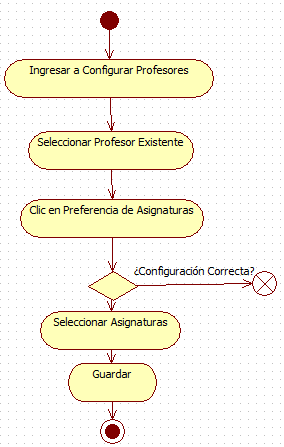 Ingresar a Configurar Profesores
Seleccionar Profesor Existente
Clic en Preferencia de Asignaturas
¿Configuración Correcta?
Seleccionar Asignaturas
Guardar